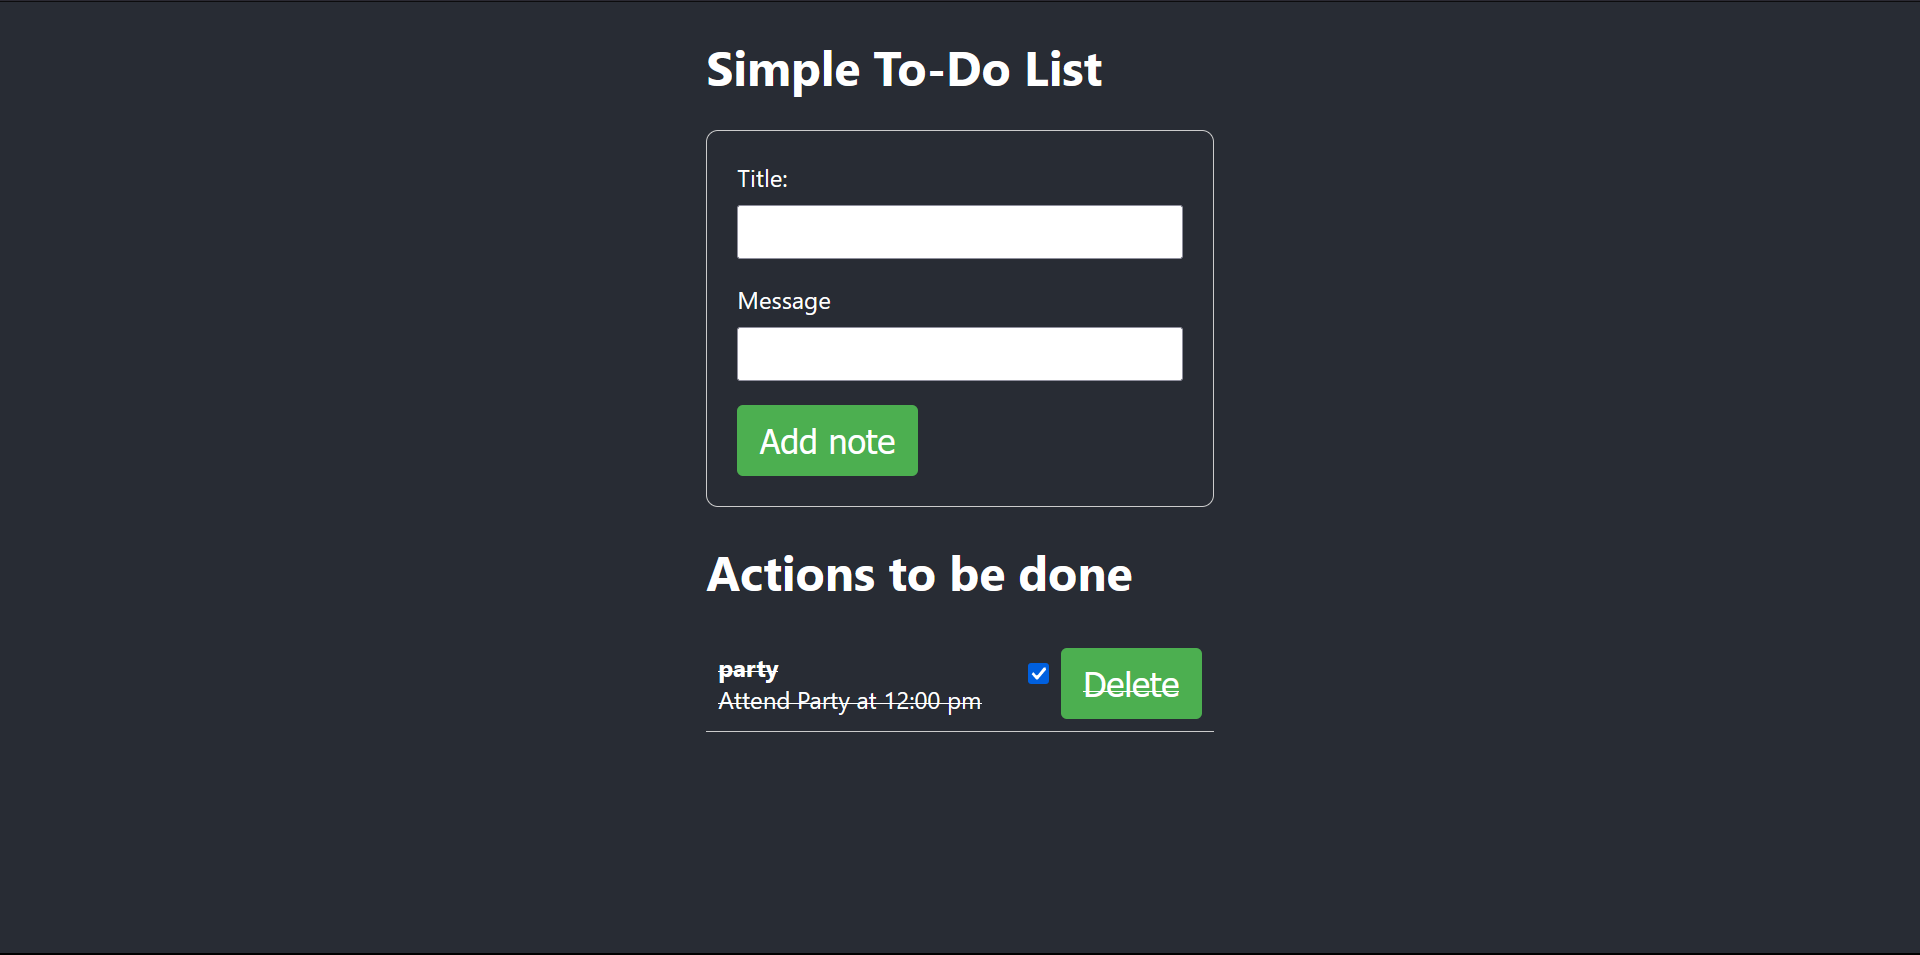 Simple To-Do List
Title:
Message
Add note
Actions to be done
party
Attend Party at 12:00 pm
Delete